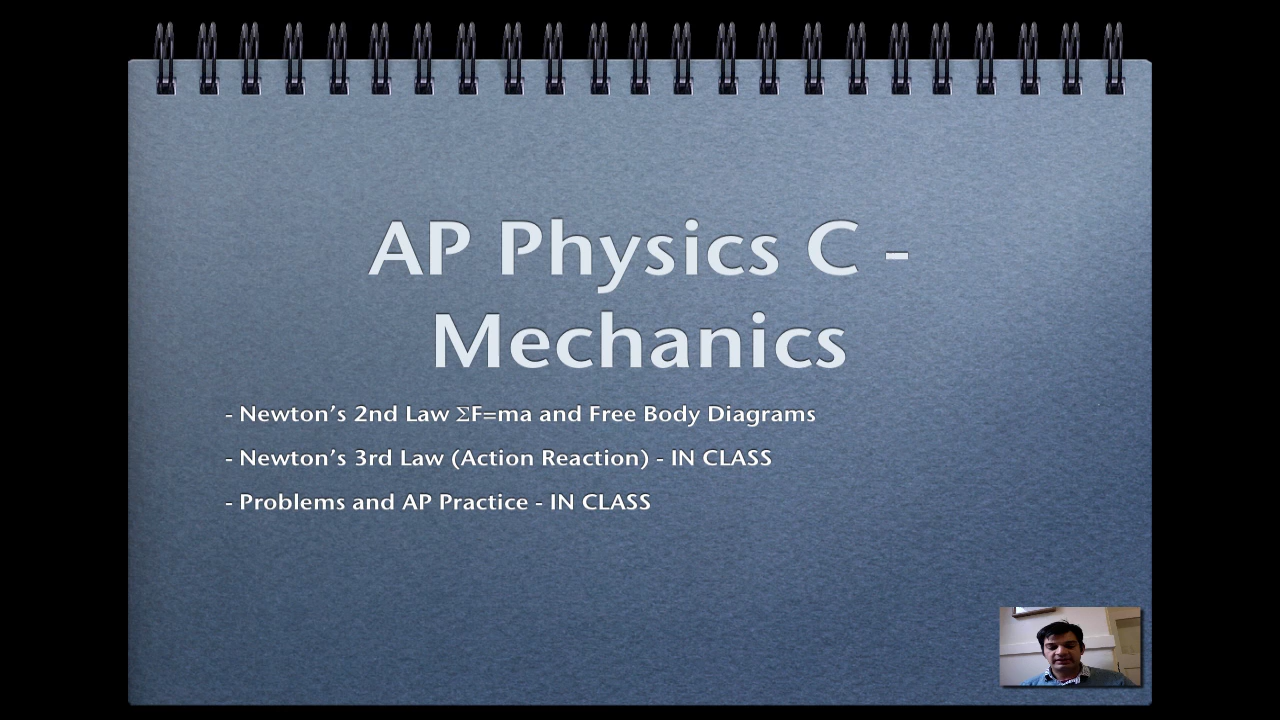 AP Physics C -
Mechanics
- Newton’s 2nd Law ΣF=ma and Free Body Diagrams
- Newton’s 3rd Law (Action Reaction) - IN CLASS
- Problems and AP Practice - IN CLASS